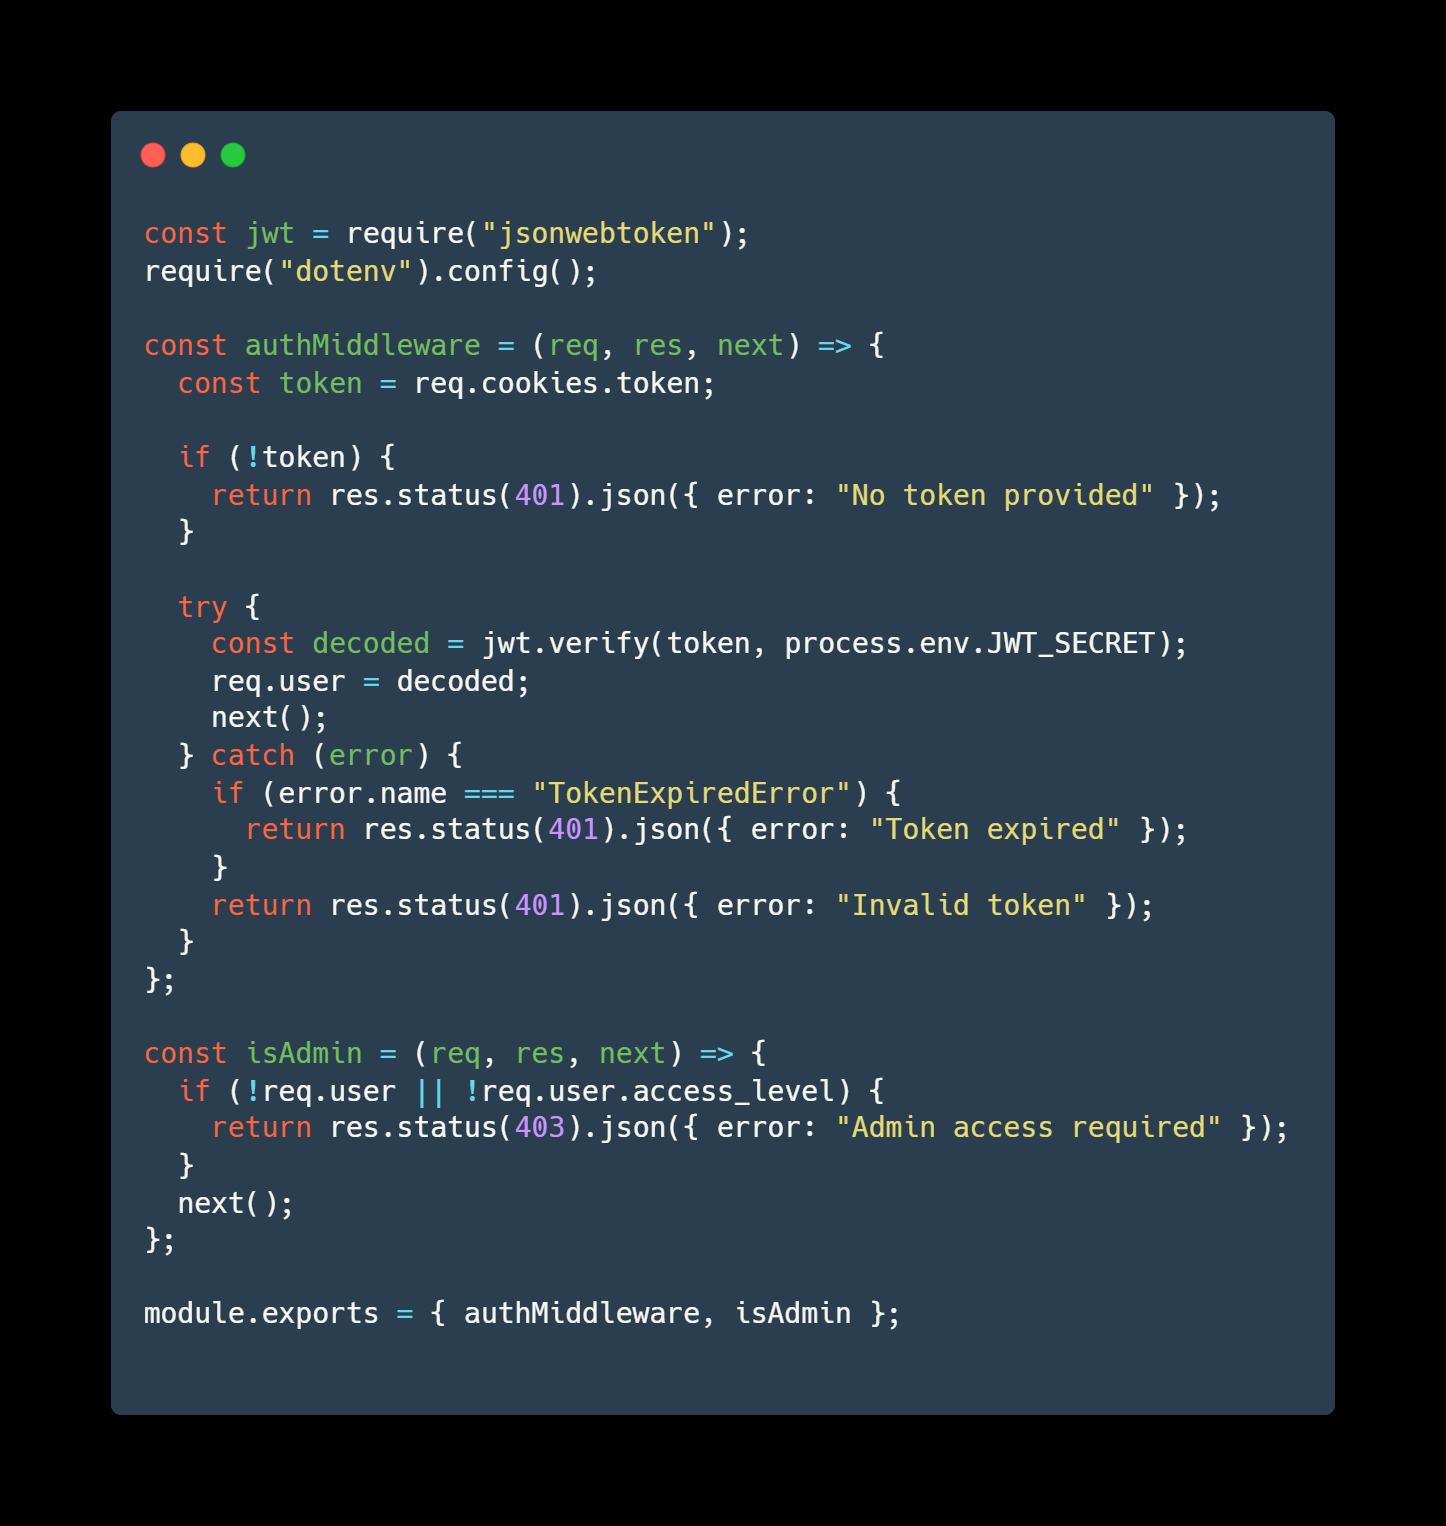 const jwt = require("jsonwebtoken");
require("dotenv").config();

const authMiddleware = (req, res, next) => {
  const token = req.cookies.token;

  if (!token) {
    return res.status(401).json({ error: "No token provided" });
  }

  try {
    const decoded = jwt.verify(token, process.env.JWT_SECRET);
    req.user = decoded;
    next();
  } catch (error) {
    if (error.name === "TokenExpiredError") {
      return res.status(401).json({ error: "Token expired" });
    }
    return res.status(401).json({ error: "Invalid token" });
  }
};

const isAdmin = (req, res, next) => {
  if (!req.user || !req.user.access_level) {
    return res.status(403).json({ error: "Admin access required" });
  }
  next();
};

module.exports = { authMiddleware, isAdmin };